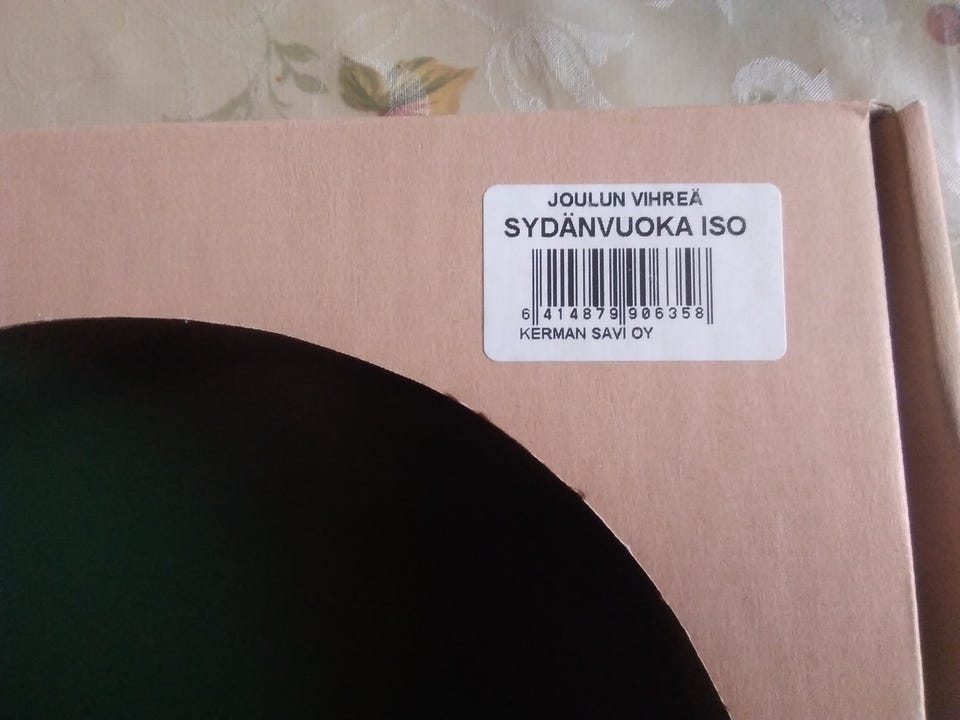 JOULUN VIHREÄ
SYDÄNVUOKA ISO
6 414879 906358
KERMAN SAVI OY